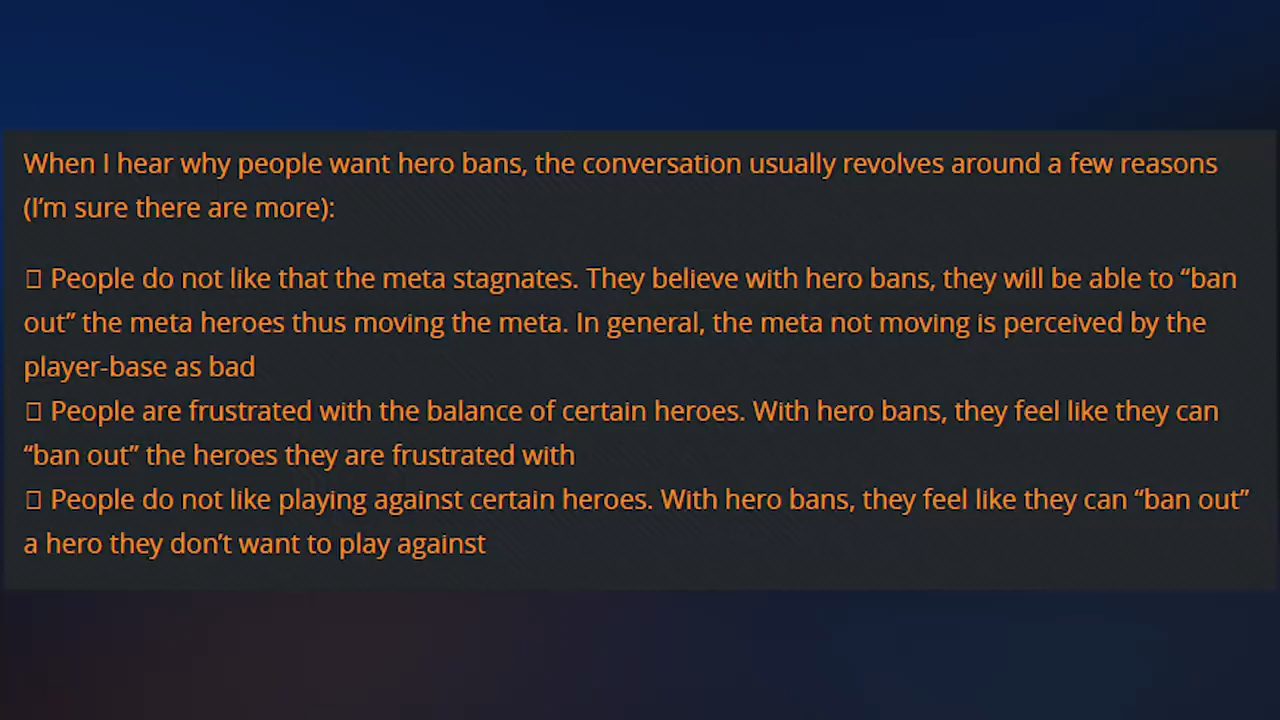 When I hear why people want hero bans, the conversation usually revolves around a few reasons
(I’m sure there are more):
▯ People do not like that the meta stagnates. They believe with hero bans, they will be able to “ban
out” the meta heroes thus moving the meta. In general, the meta not moving is perceived by the
player-base as bad
▯ People are frustrated with the balance of certain heroes. With hero bans, they feel like they can
“ban out” the heroes they are frustrated with
▯ People do not like playing against certain heroes. With hero bans, they feel like they can “ban out”
a hero they don’t want to play against